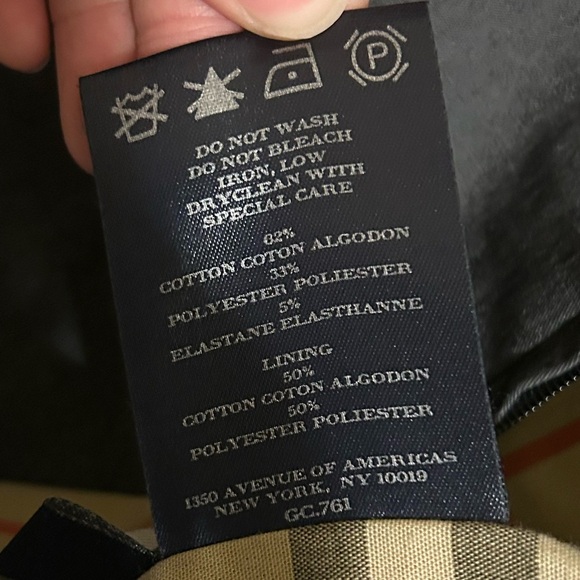 P
DO NOT WASH
DO NOT BLEACH
IRON, LOW
DRYCLEAN WITH
SPECIAL CARE
62%
COTTON COTON ALGODON
33%
POLYESTER POLIESTER
5%
ELASTANE ELASTHANNE
LINING
50%
COTTON COTON ALGODON
50%
POLYESTER POLIESTER
1350 AVENUE OF AMERICAS
NEW YORK, NY 10019
GC.761